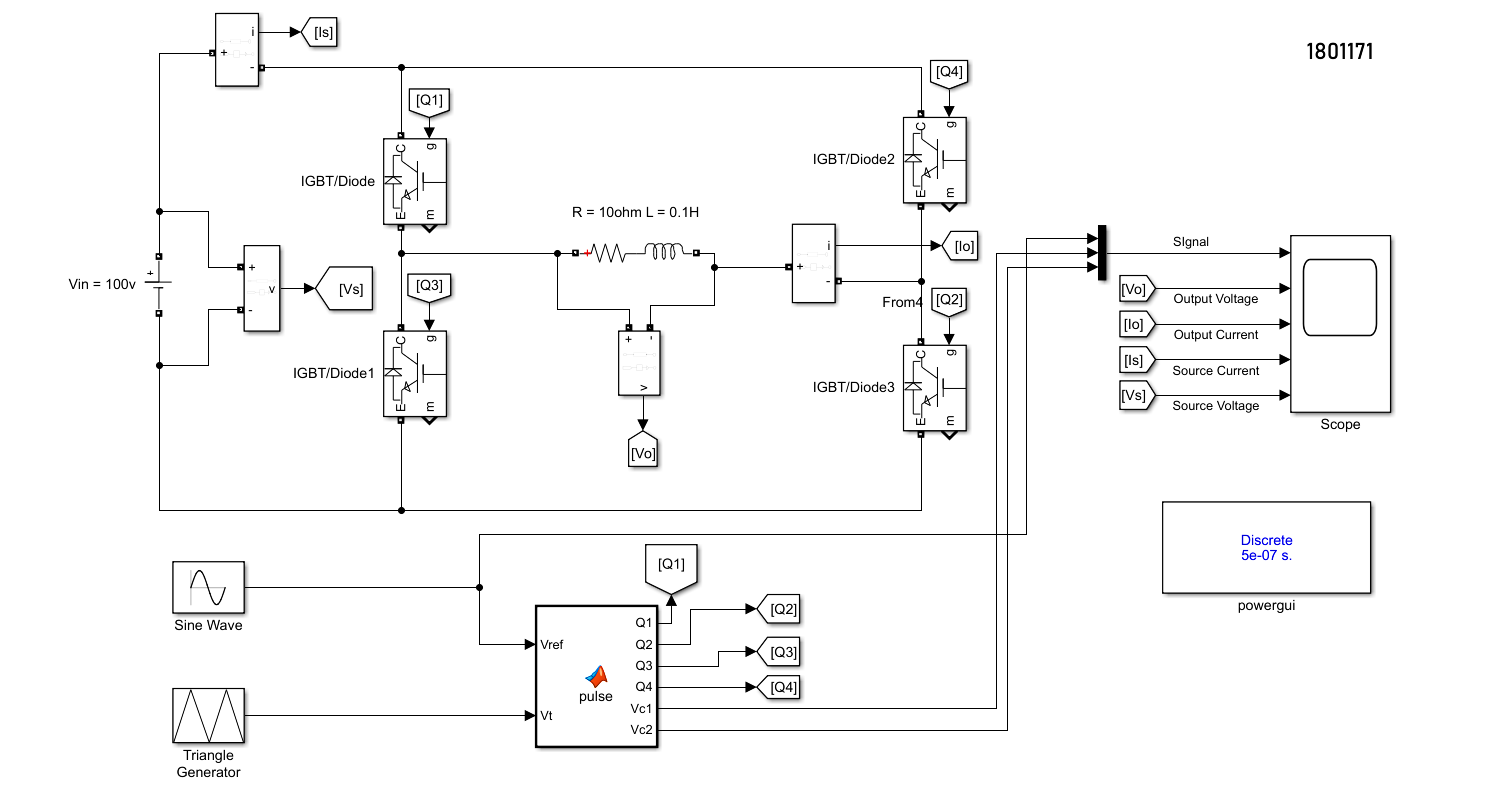 1801171
i
[Is]
+
-
[Q1]
[Q4]
C
g
IGBT/Diode
E
m
C
g
IGBT/Diode2
E
m
R = 10ohm L = 0.1H
+
i
+
-
[Io]
Vin = 100v
+
+
v
-
[Vs]
[Q3]
From4
[Q2]
C
g
IGBT/Diode1
E
m
+
-
v
[Vo]
C
g
IGBT/Diode3
E
m
SIgnal
[Vo]
Output Voltage
[Io]
Output Current
[Is]
Source Current
[Vs]
Source Voltage
Scope
Discrete
5e-07 s.
powergui
Sine Wave
Triangle
Generator
Vref
Vt
pulse
Q1
Q2
Q3
Q4
Vc1
Vc2
[Q1]
[Q2]
[Q3]
[Q4]